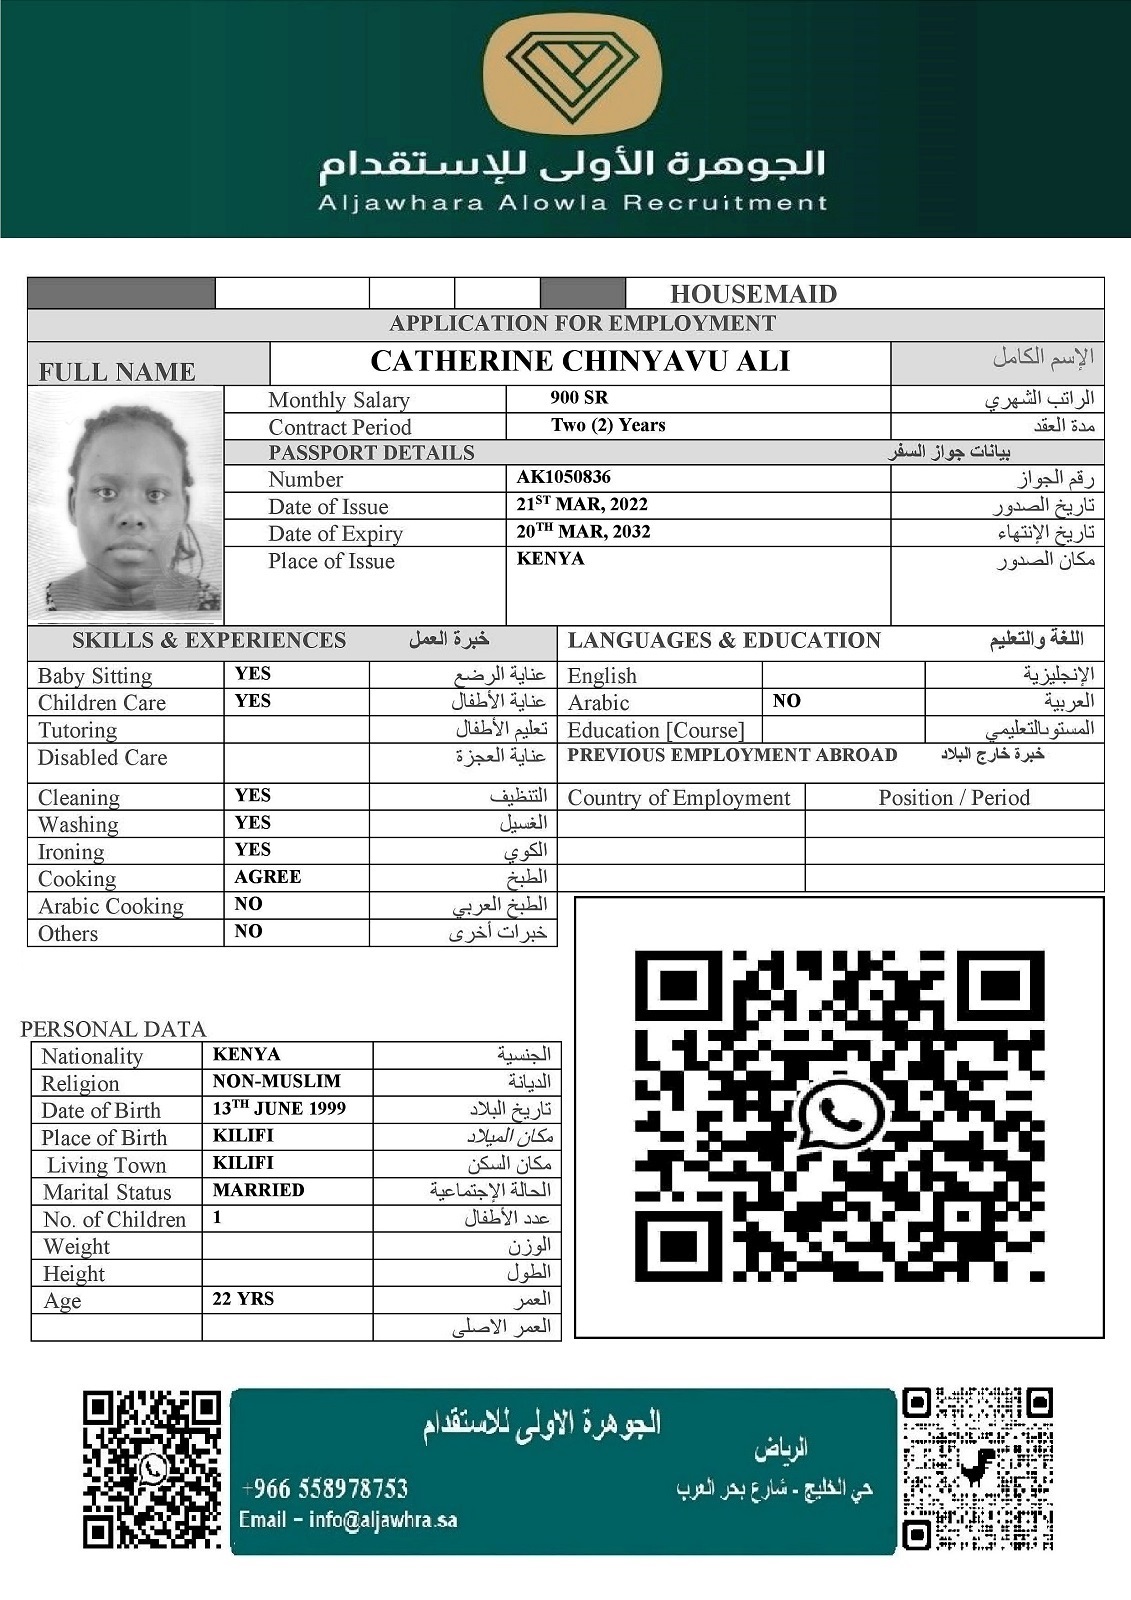 الجوهرة الأولى للإستقدام
Aljawhara Alowla Recruitment
HOUSEMAID
APPLICATION FOR EMPLOYMENT
FULL NAME CATHERINE CHINYAVU ALI الإسم الكامل
Monthly Salary 900 SR الراتب الشهري
Contract Period Two (2) Years مدة العقد
PASSPORT DETAILS بيانات جواز السفر
Number AK1050836 رقم الجواز
Date of Issue 21ST MAR, 2022 تاريخ الصدور
Date of Expiry 20TH MAR, 2032 تاريخ الإنتهاء
Place of Issue KENYA مكان الصدور
SKILLS & EXPERIENCES خبرة العمل LANGUAGES & EDUCATION اللغة والتعليم
Baby Sitting YES عناية الرضع English الإنجليزية
Children Care YES عناية الأطفال Arabic NO العربية
Tutoring تعليم الأطفال Education [Course] المستوىالتعليمي
Disabled Care عناية العجزة PREVIOUS EMPLOYMENT ABROAD خبرة خارج البلاد
Cleaning YES التنظيف Country of Employment Position / Period
Washing YES الغسيل
Ironing YES الكوي
Cooking AGREE الطبخ
Arabic Cooking NO الطبخ العربي
Others NO خبرات أخرى
PERSONAL DATA
Nationality KENYA الجنسية
Religion NON-MUSLIM الديانة
Date of Birth 13TH JUNE 1999 تاريخ البلاد
Place of Birth KILIFI مكان الميلاد
Living Town KILIFI مكان السكن
Marital Status MARRIED الحالة الإجتماعية
No. of Children 1 عدد الأطفال
Weight الوزن
Height الطول
Age 22 YRS العمر
العمر الاصلى
الجوهرة الاولى للاستقدام
الرياض
+966 558978753 حي الخليج - شارع بحر العرب
Email – info@aljawhra.sa